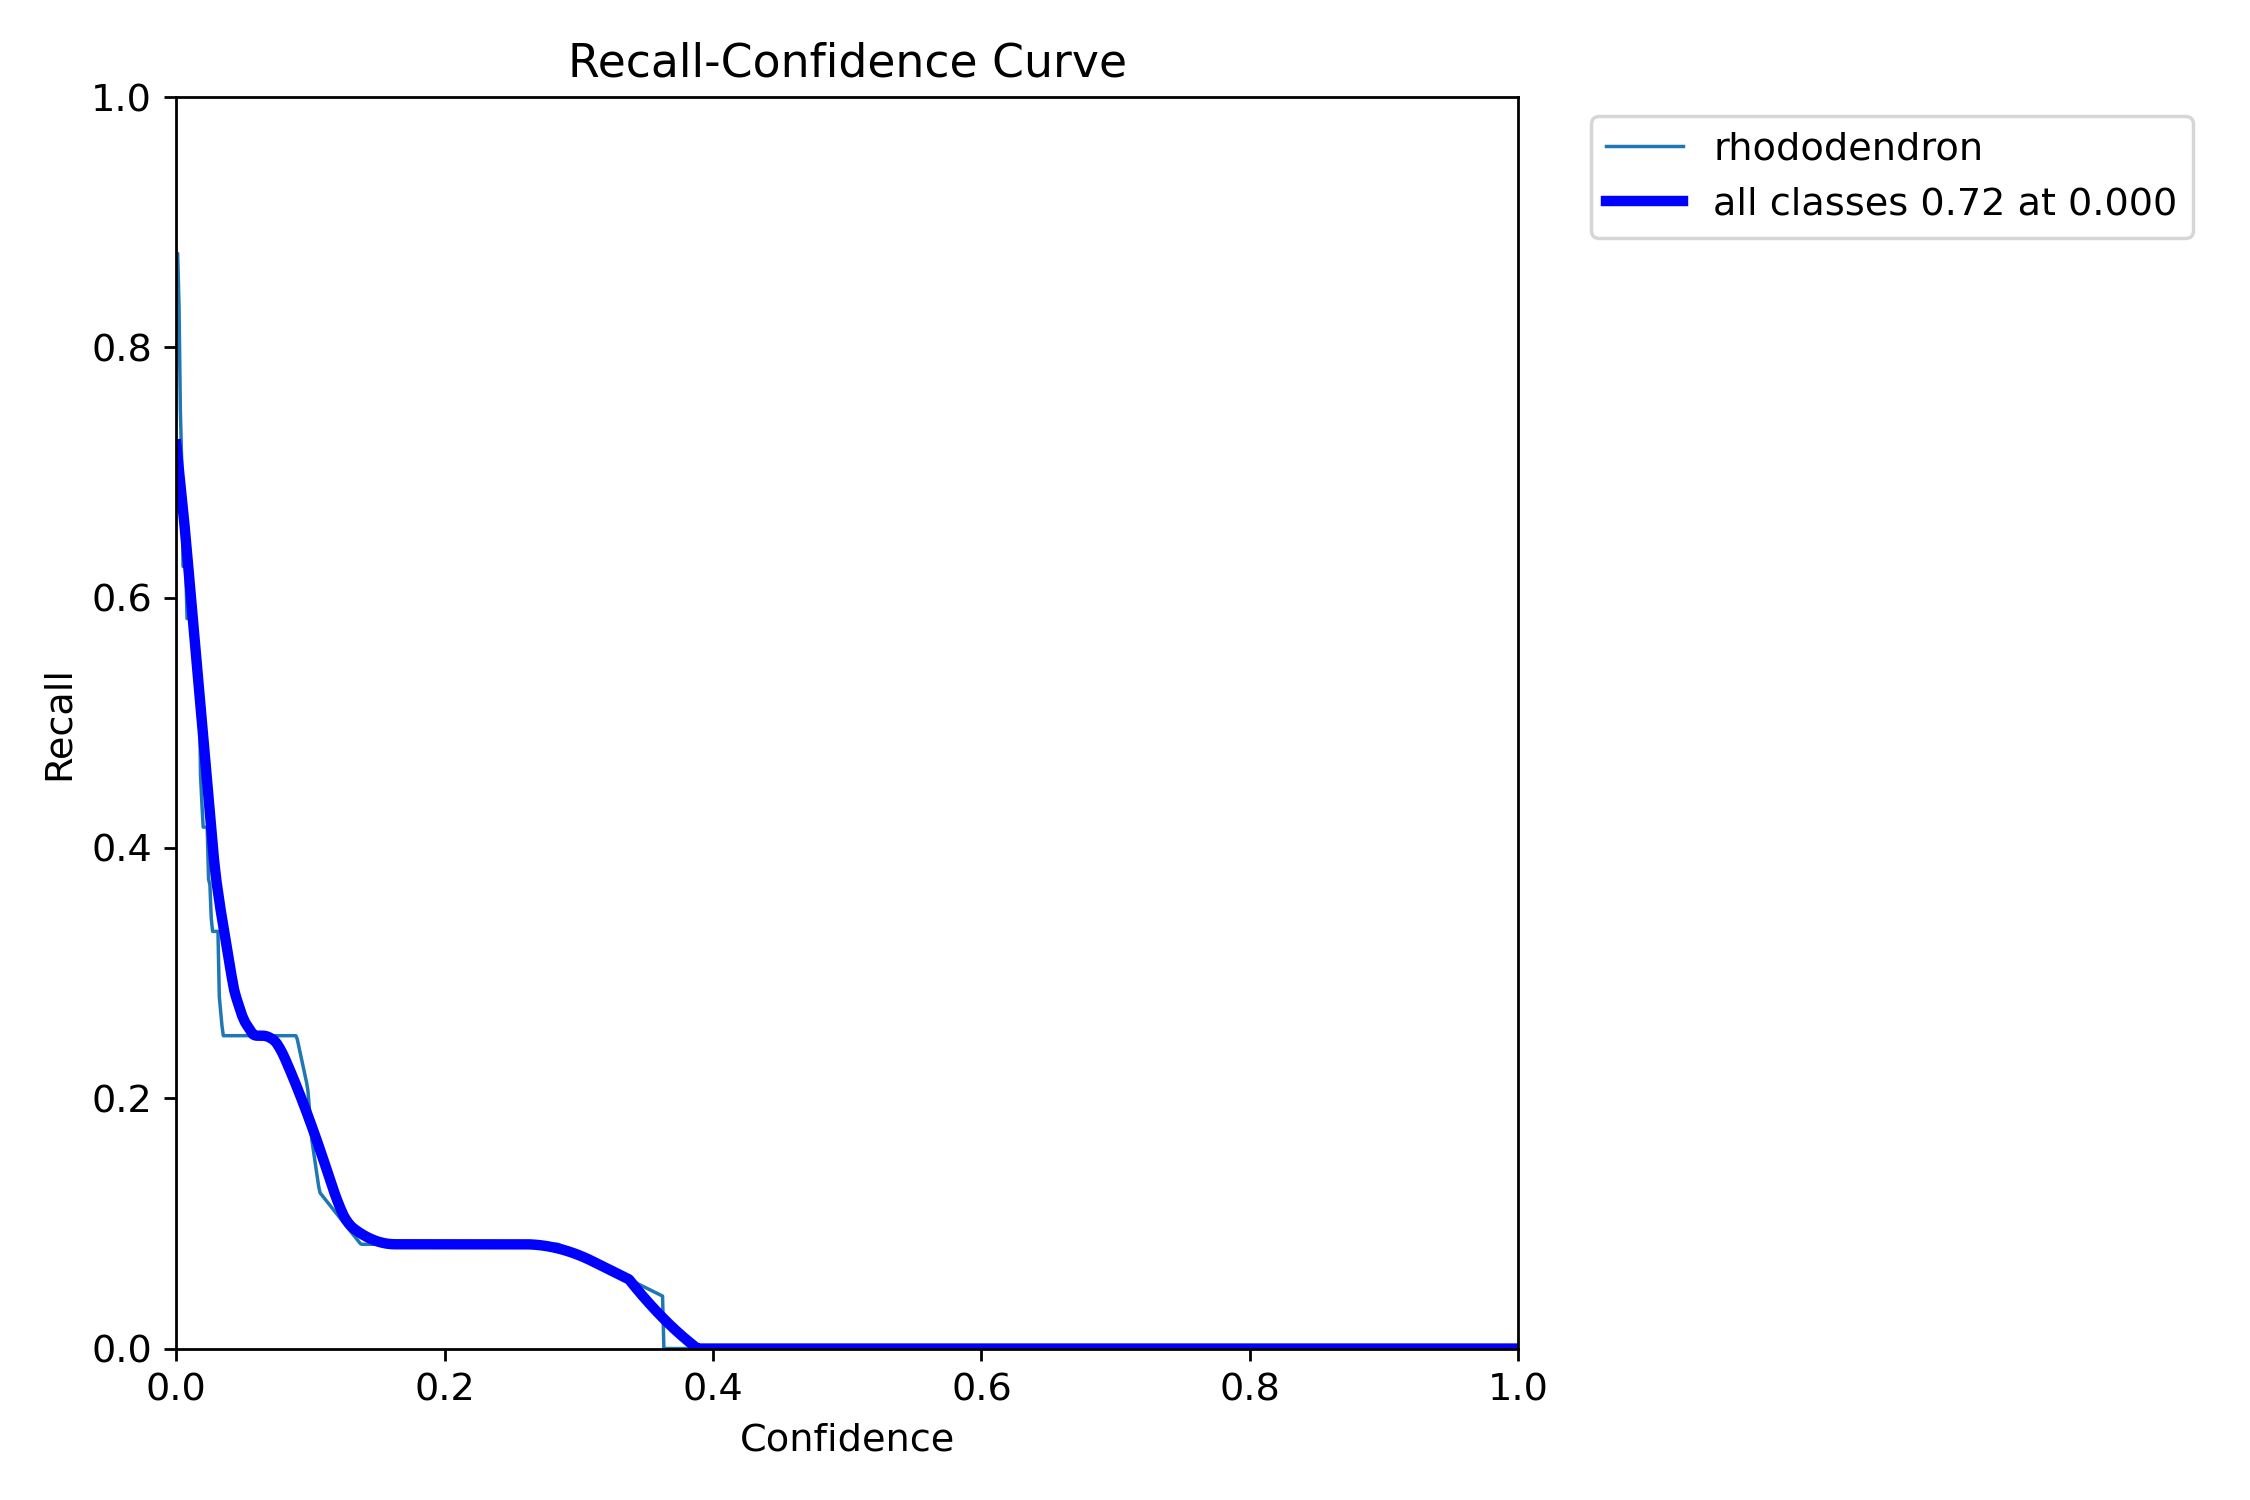 Recall-Confidence Curve
rhododendron
all classes 0.72 at 0.000
Recall
1.0
0.8
0.6
0.4
0.2
0.0
0.0 0.2 0.4 0.6 0.8 1.0
Confidence